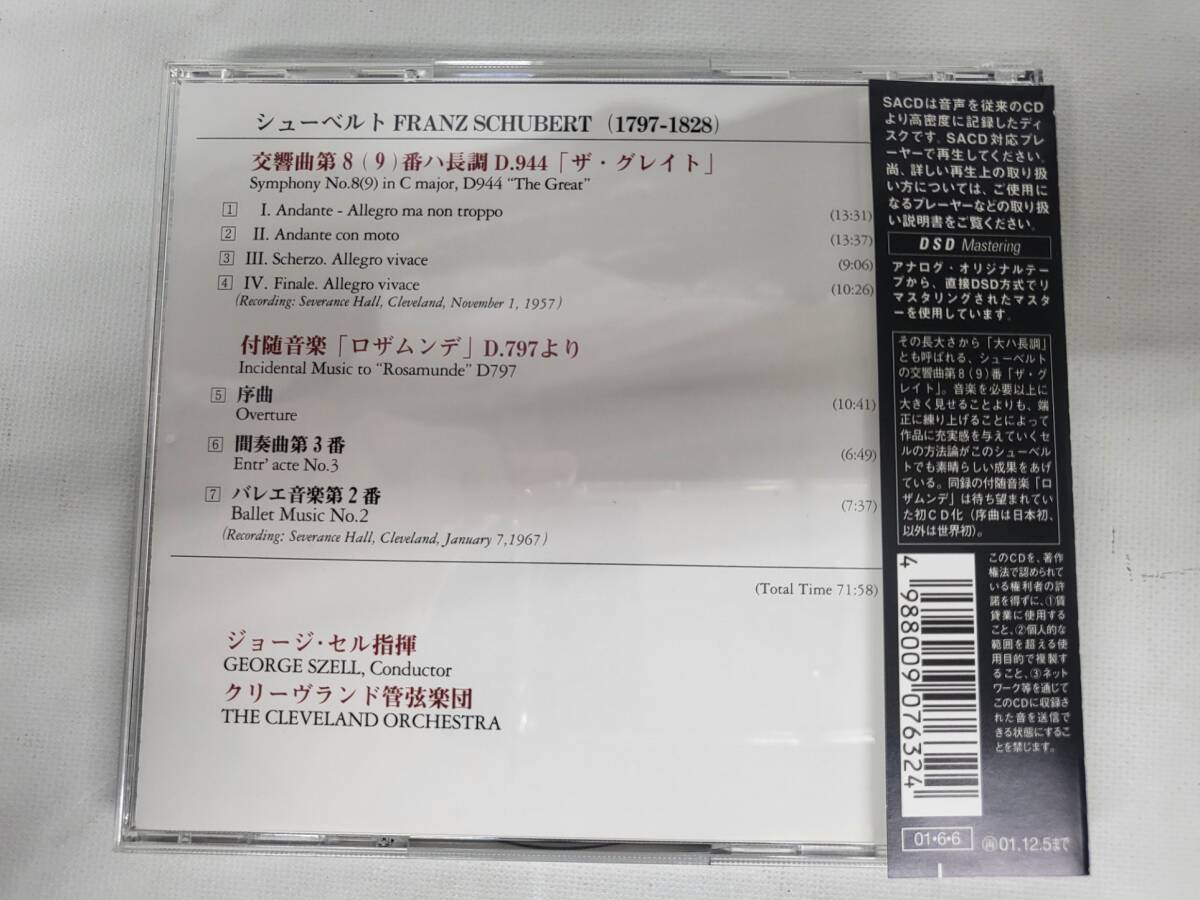 シューベルト FRANZ SCHUBERT (1797-1828)
交響曲第8(9)番ハ長調 D.944「ザ・グレイト」
Symphony No.8(9) in C major, D944 “The Great”
1 I. Andante - Allegro ma non troppo (13:31)
2 II. Andante con moto (13:37)
3 III. Scherzo. Allegro vivace (9:06)
4 IV. Finale. Allegro vivace (10:26)
(Recording: Severance Hall, Cleveland, November 1, 1957)
付随音楽「ロザムンデ」D.797より
Incidental Music to “Rosamunde” D797
5 序曲 (10:41)
Overture
6 間奏曲第3番 (6:49)
Entr' acte No.3
7 バレエ音楽第2番 (7:37)
Ballet Music No.2
(Recording: Severance Hall, Cleveland, January 7,1967)
(Total Time 71:58)
ジョージ・セル指揮
GEORGE SZELL, Conductor
クリーヴランド管弦楽団
THE CLEVELAND ORCHESTRA
SACDは音声を従来のCD
より高密度に記録したディ
スクです。SACD対応プレ
ーヤーで再生してください。
尚、詳しい再生上の取り扱
い方については、ご使用に
なるプレーヤーなどの取り扱
い説明書をご覧ください。
DSD Mastering
アナログ・オリジナルテー
プから、直接DSD方式でリ
マスタリングされたマスタ
ーを使用しています。
その長大さから「大ハ長調」
とも呼ばれる、シューベルト
の交響曲第8(9)番「ザ・グ
レイト」。音楽を必要以上に
大きく見せることよりも、端
正に練り上げることによって
作品に充実感を与えていくセ
ルの方法論がこのシューベル
トでも素晴らしい成果をあげ
ている。同録の付随音楽「ロ
ザムンデ」は待ち望まれてい
た初CD化(序曲は日本初、
以外は世界初)。
4 988009 076324
このCDを、著作
権法で認められて
いる権利者の許
諾を得ずに、①賃
貸業に使用する
こと、②個人的な
範囲を超える使
用目的で複製す
ること、③ネット
ワーク等を通じて
このCDに収録さ
れた音を送信で
きる状態にするこ
とを禁じます。
01・6・6
㊢01.12.5まで